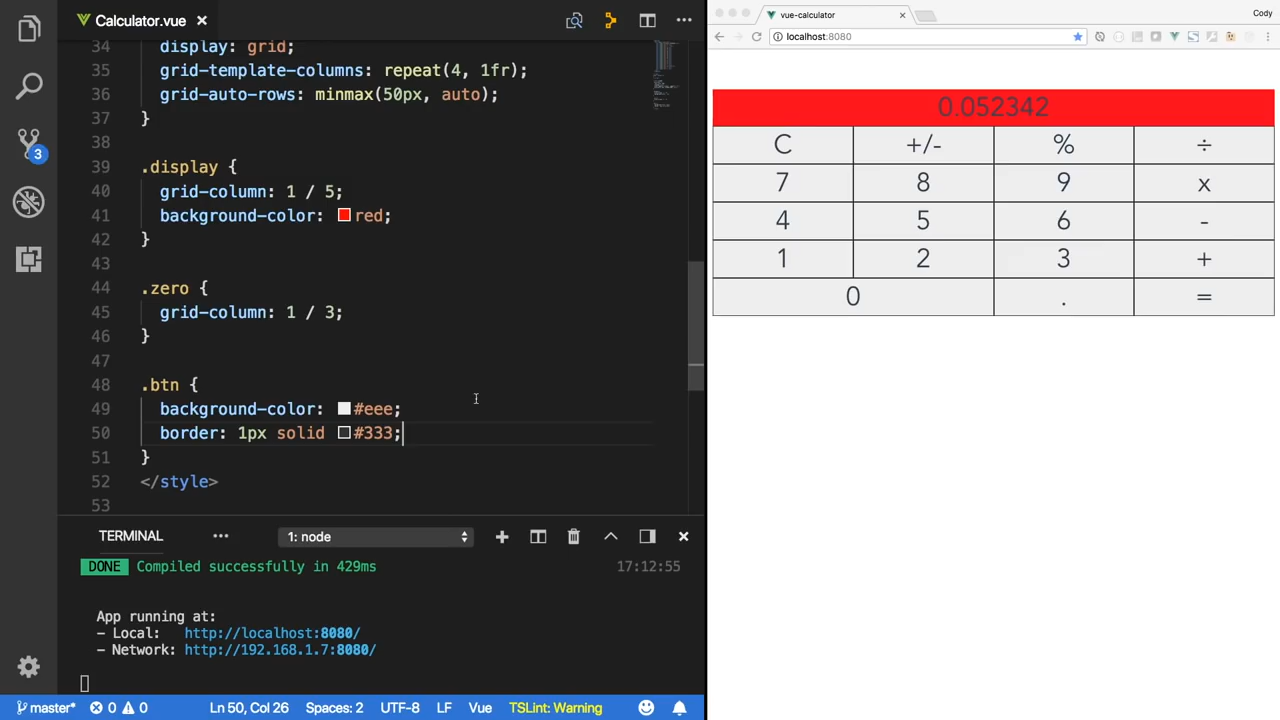 Calculator.vue
34 display: grid;
35 grid-template-columns: repeat(4, 1fr);
36 grid-auto-rows: minmax(50px, auto);
37 }
38
39 .display {
40 grid-column: 1 / 5;
41 background-color: red;
42 }
43
44 .zero {
45 grid-column: 1 / 3;
46 }
47
48 .btn {
49 background-color: #eee;
50 border: 1px solid #333;
51 }
52 </style>
53
3
TERMINAL ••• 1: node
DONE Compiled successfully in 429ms 17:12:55
App running at:
- Local: http://localhost:8080/
- Network: http://192.168.1.7:8080/
master* 0 0 Ln 50, Col 26 Spaces: 2 UTF-8 LF Vue TSLint: Warning
vue-calculator Cody
localhost:8080
0.052342
C +/- % ÷
7 8 9 x
4 5 6 -
1 2 3 +
0 . =